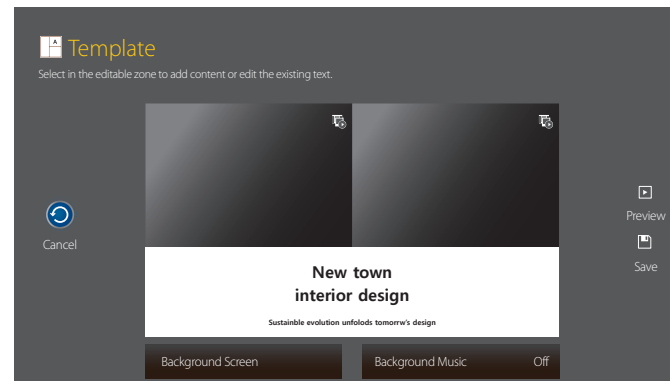 Template
Select in the editable zone to add content or edit the existing text.
Cancel
Preview
Save
New town
interior design
Sustainble evolution unfolods tomorrw's design
Background Screen
Background Music Off